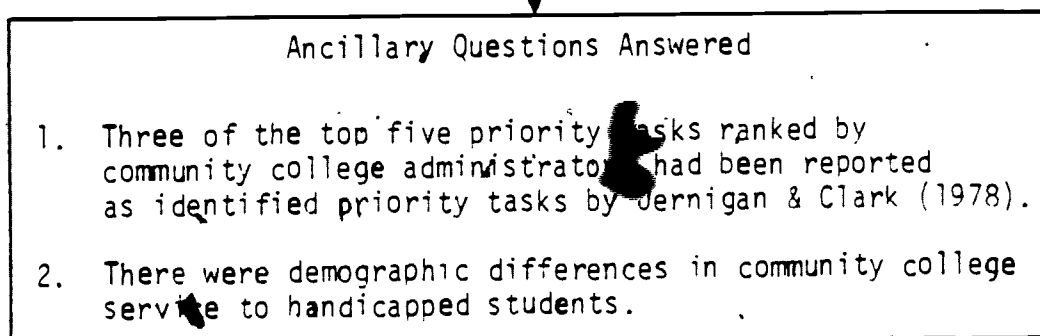 Ancillary Questions Answered
1. Three of the top five priority tasks ranked by
community college administrators had been reported
as identified priority tasks by Jernigan & Clark (1978).
2. There were demographic differences in community college
service to handicapped students.